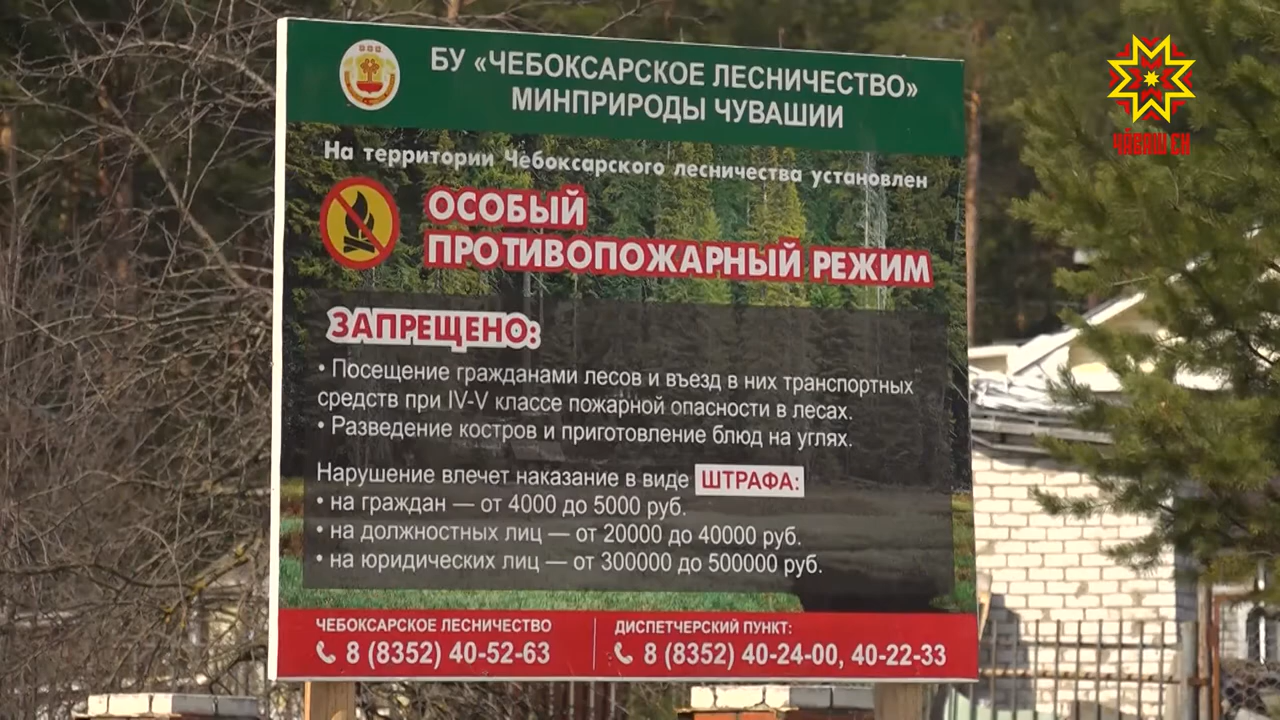 БУ «ЧЕБОКСАРСКОЕ ЛЕСНИЧЕСТВО»
МИНПРИРОДЫ ЧУВАШИИ
ЧӐВАШ ЕН
На территории Чебоксарского лесничества установлен
ОСОБЫЙ
ПРОТИВОПОЖАРНЫЙ РЕЖИМ
ЗАПРЕЩЕНО:
• Посещение гражданами лесов и въезд в них транспортных
средств при IV-V классе пожарной опасности в лесах.
• Разведение костров и приготовление блюд на углях.
Нарушение влечет наказание в виде ШТРАФА:
• на граждан — от 4000 до 5000 руб.
• на должностных лиц — от 20000 до 40000 руб.
• на юридических лиц — от 300000 до 500000 руб.
ЧЕБОКСАРСКОЕ ЛЕСНИЧЕСТВО
8 (8352) 40-52-63
ДИСПЕТЧЕРСКИЙ ПУНКТ:
8 (8352) 40-24-00, 40-22-33